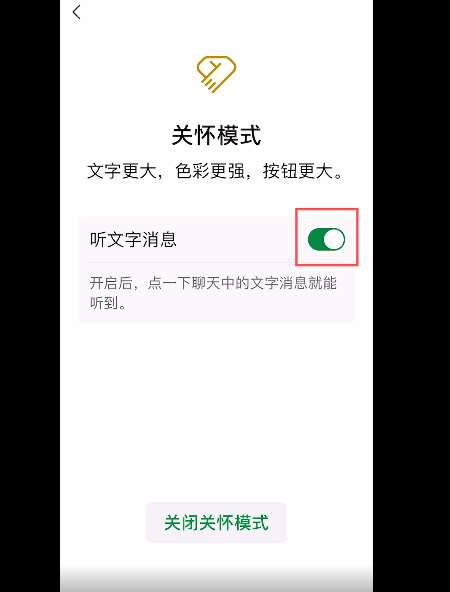 关怀模式
文字更大，色彩更强，按钮更大。
听文字消息
开启后，点一下聊天中的文字消息就能
听到。
关闭关怀模式